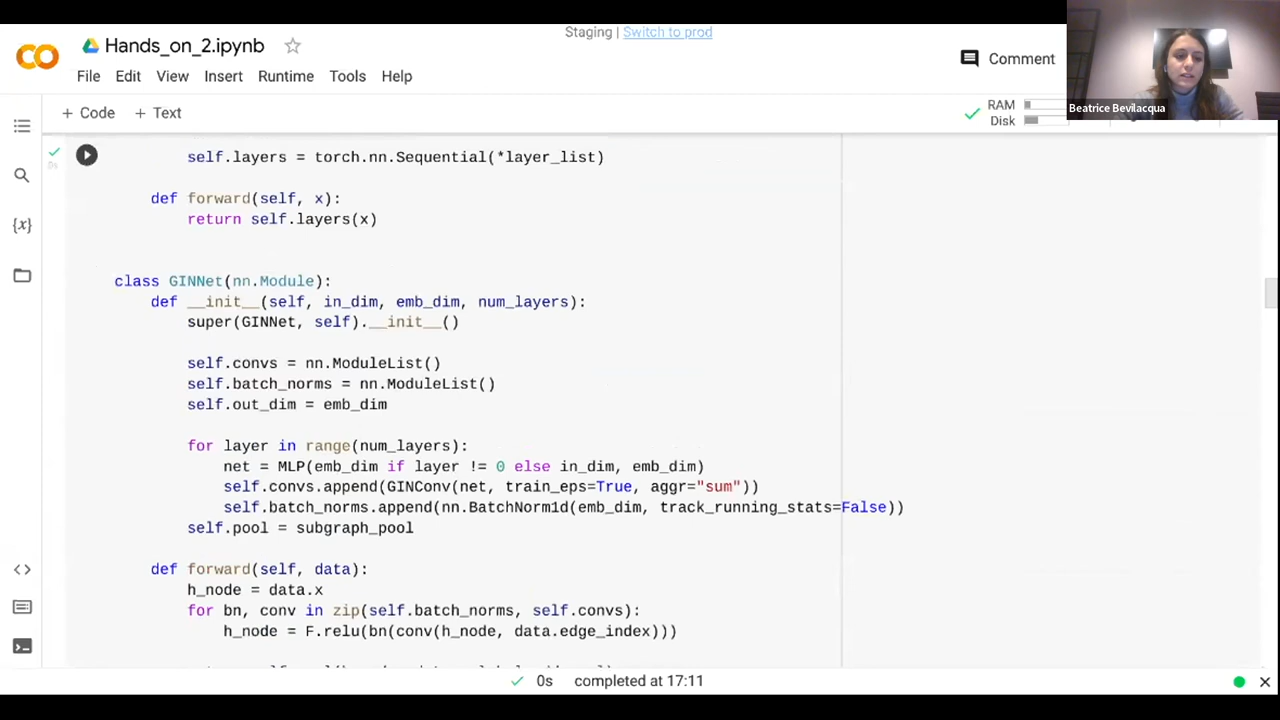 Staging | Switch to prod
Hands_on_2.ipynb
File Edit View Insert Runtime Tools Help
Comment
Beatrice Bevilacqua
+ Code + Text
RAM
Disk
0s
self.layers = torch.nn.Sequential(*layer_list)
def forward(self, x):
return self.layers(x)
class GINNet(nn.Module):
def __init__(self, in_dim, emb_dim, num_layers):
super(GINNet, self).__init__()
self.convs = nn.ModuleList()
self.batch_norms = nn.ModuleList()
self.out_dim = emb_dim
for layer in range(num_layers):
net = MLP(emb_dim if layer != 0 else in_dim, emb_dim)
self.convs.append(GINConv(net, train_eps=True, aggr="sum"))
self.batch_norms.append(nn.BatchNorm1d(emb_dim, track_running_stats=False))
self.pool = subgraph_pool
def forward(self, data):
h_node = data.x
for bn, conv in zip(self.batch_norms, self.convs):
h_node = F.relu(bn(conv(h_node, data.edge_index)))
0s completed at 17:11